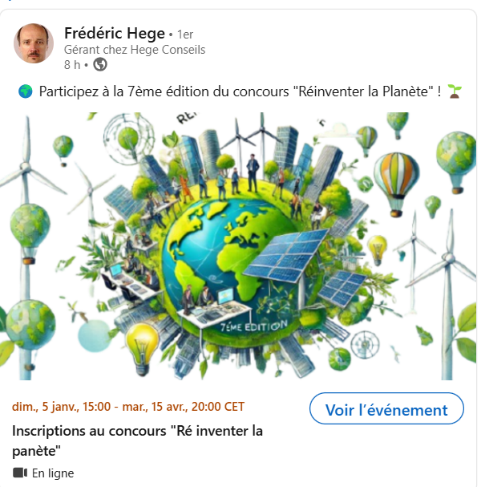 Frédéric Hege • 1er
Gérant chez Hege Conseils
8 h •
Participez à la 7ème édition du concours "Réinventer la Planète" !
7ÉME EDITION
dim., 5 janv., 15:00 - mar., 15 avr., 20:00 CET
Voir l’événement
Inscriptions au concours "Ré inventer la
panète"
En ligne